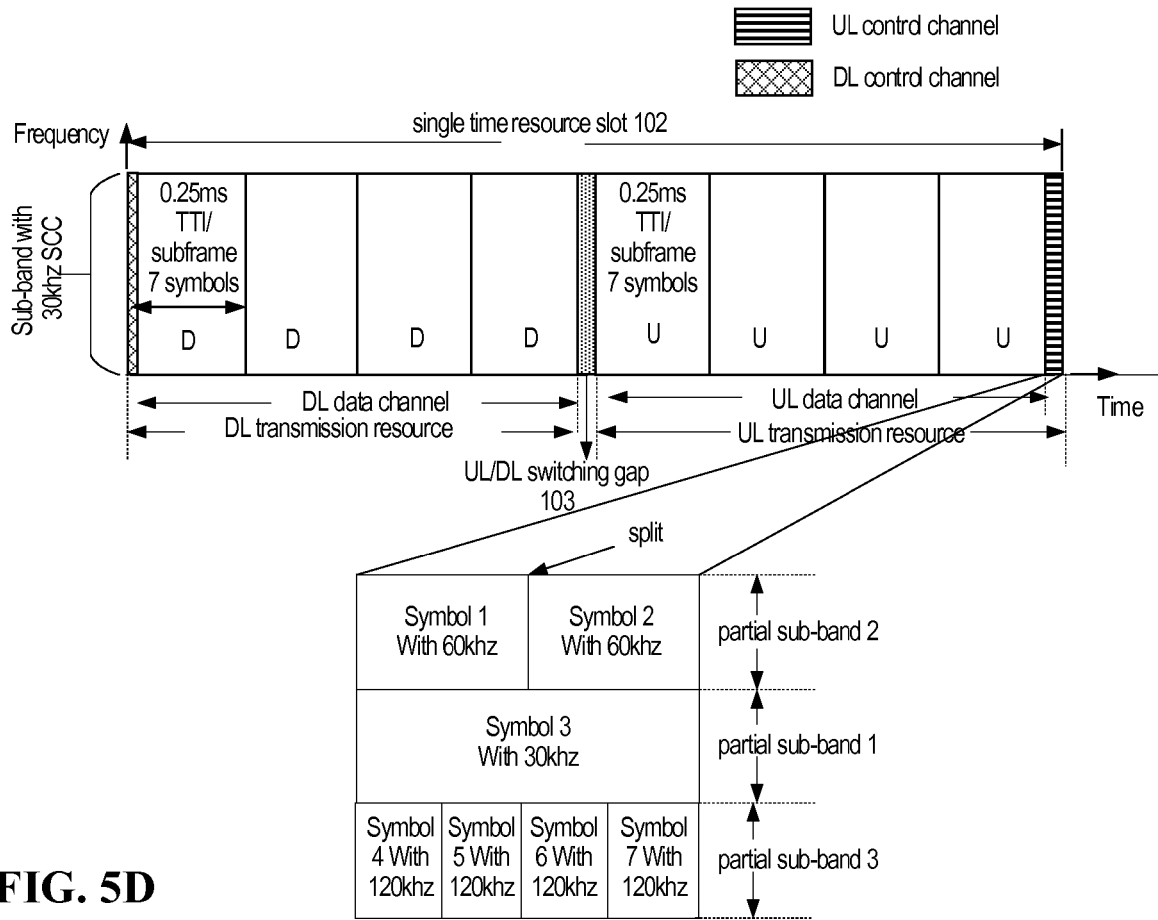 UL control channel
DL control channel
Frequency
single time resource slot 102
Sub-band with
30khz SCC
0.25ms
TTI/
subframe
7 symbols
D
D
D
D
0.25ms
TTI/
subframe
7 symbols
U
U
U
U
DL data channel
UL data channel
Time
DL transmission resource
UL transmission resource
UL/DL switching gap
103
split
Symbol 1
With 60khz
Symbol 2
With 60khz
partial sub-band 2
Symbol 3
With 30khz
partial sub-band 1
Symbol
4 With
120khz
Symbol
5 With
120khz
Symbol
6 With
120khz
Symbol
7 With
120khz
partial sub-band 3
FIG. 5D